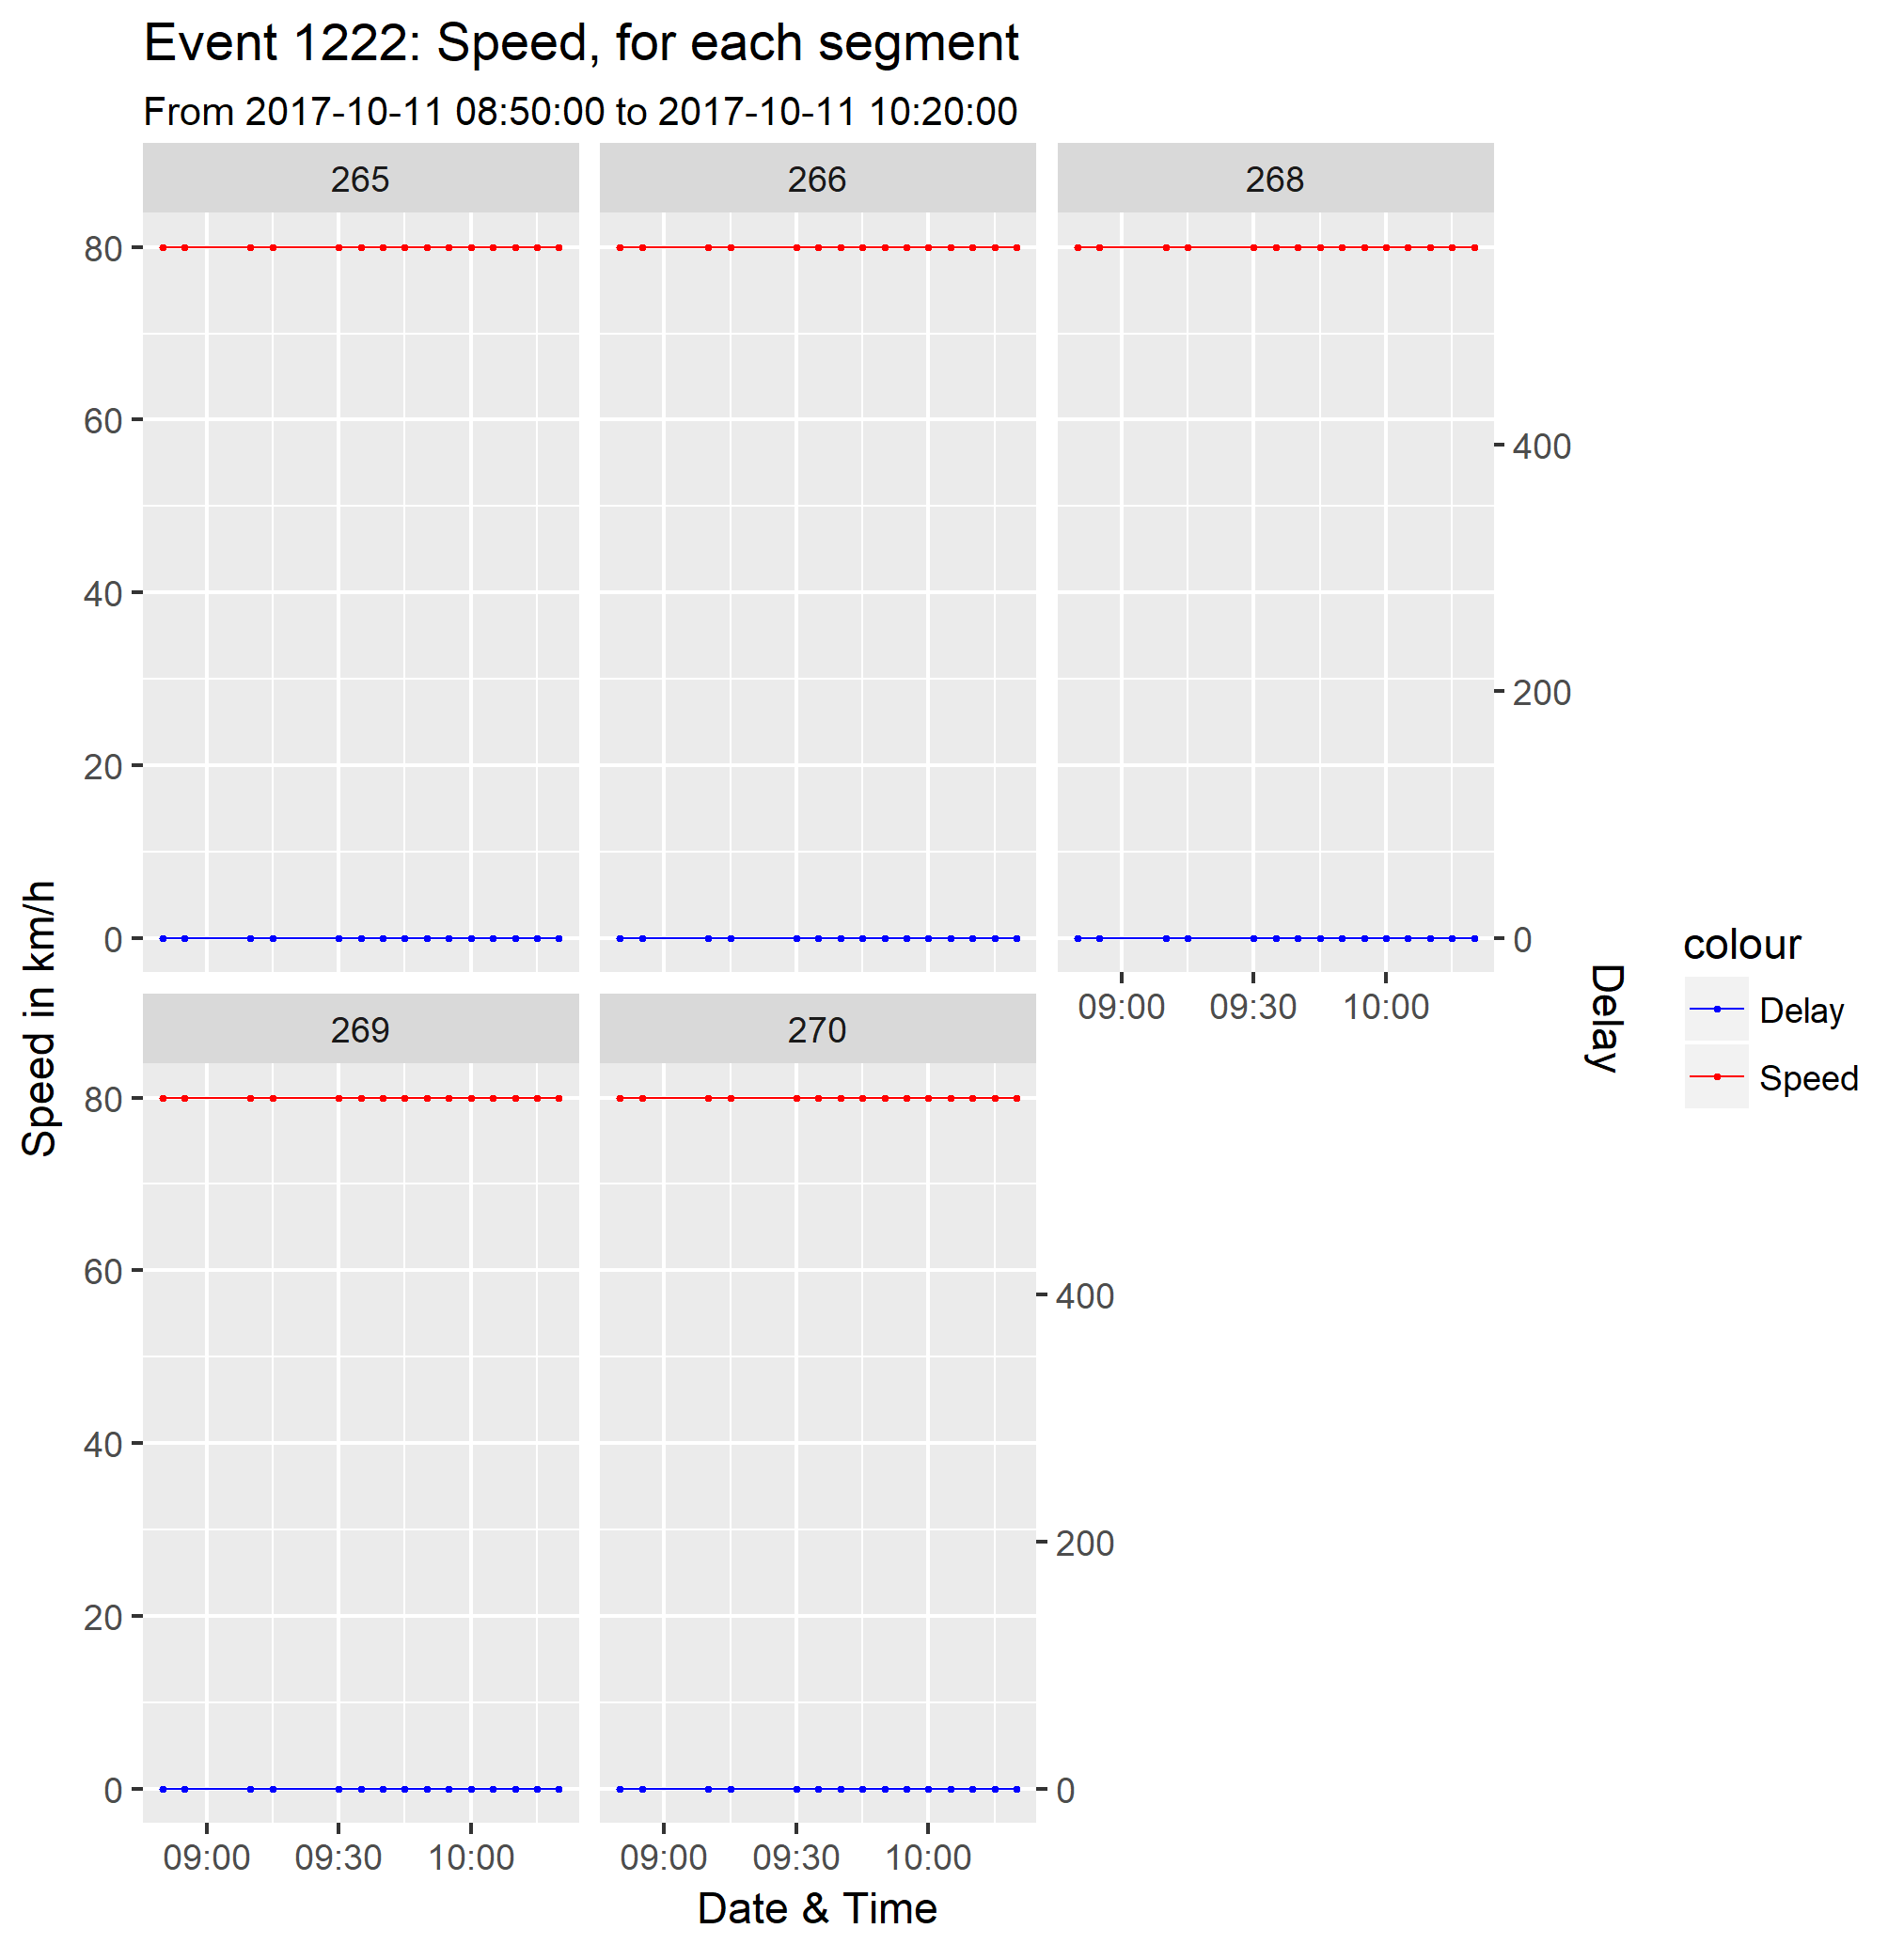 Event 1222: Speed, for each segment
From 2017-10-11 08:50:00 to 2017-10-11 10:20:00
265 266 268
80
60
40
20
0
400
200
0
09:00 09:30 10:00
269 270
80
60
40
20
0
400
200
0
09:00 09:30 10:00 09:00 09:30 10:00
Date & Time
Speed in km/h
Delay
colour
Delay
Speed